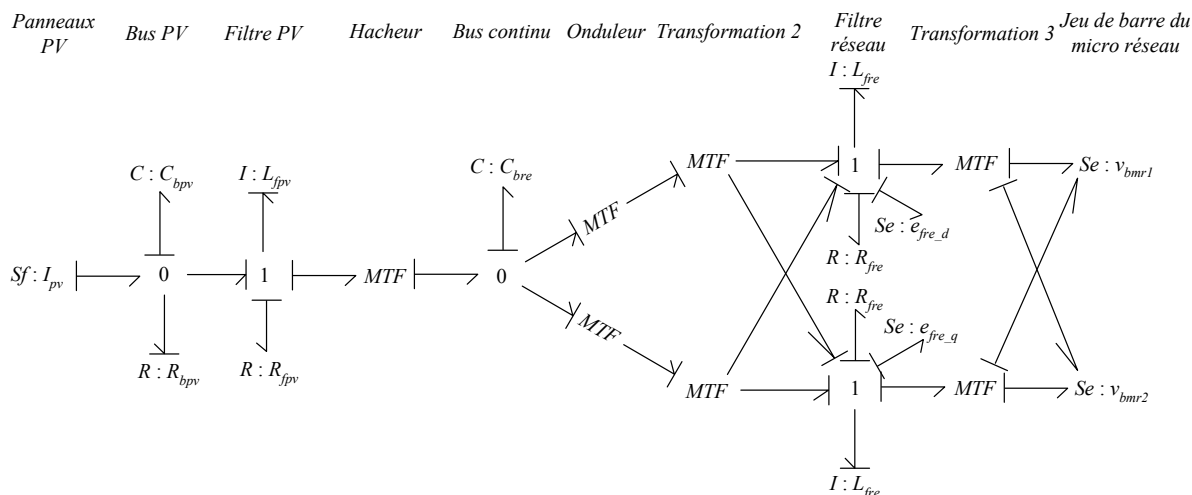 Panneaux PV
Bus PV
Filtre PV
Hacheur
Bus continu
Onduleur
Transformation 2
Filtre réseau
Transformation 3
Jeu de barre du micro réseau
I : L_fre
C : C_bpv
I : L_fpv
C : C_bre
MTF
1
MTF
Se : v_bmr1
MTF
Se : e_fre_d
R : R_fre
Sf : I_pv
0
1
MTF
0
R : R_fre
Se : e_fre_q
MTF
R : R_bpv
R : R_fpv
MTF
1
MTF
Se : v_bmr2
I : L_fre